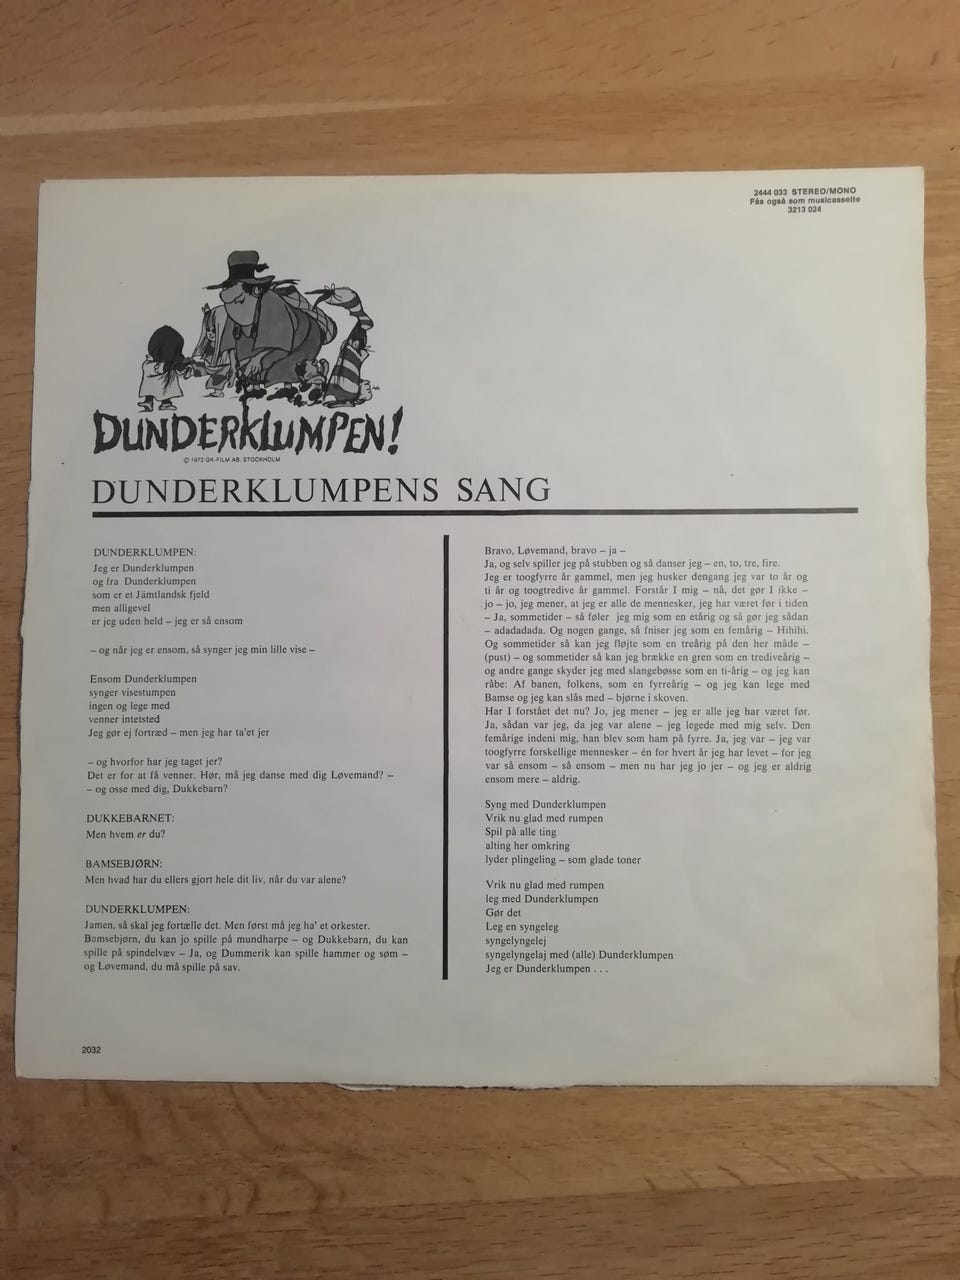 2444 033 STEREO/MONO
Fås også som musicassette
3213 024
DUNDERKLUMPEN!
© 1973 GK-FILM AB. STOCKHOLM
DUNDERKLUMPENS SANG
DUNDERKLUMPEN:
Jeg er Dunderklumpen
og fra Dunderklumpen
som er et Jämtlandsk fjeld
men alligevel
er jeg uden held – jeg er så ensom
– og når jeg er ensom, så synger jeg min lille vise –
Ensom Dunderklumpen
synger visestumpen
ingen og lege med
venner intetsted
Jeg gør ej fortræd – men jeg har ta'et jer
– og hvorfor har jeg taget jer?
Det er for at få venner. Hør, må jeg danse med dig Løvemand? –
– og osse med dig, Dukkebarn?
DUKKEBARNET:
Men hvem er du?
BAMSEBJØRN:
Men hvad har du ellers gjort hele dit liv, når du var alene?
DUNDERKLUMPEN:
Jamen, så skal jeg fortælle det. Men først må jeg ha' et orkester.
Bamsebjørn, du kan jo spille på mundharpe – og Dukkebarn, du kan
spille på spindelvæv – Ja, og Dummerik kan spille hammer og søm –
og Løvemand, du må spille på sav.
Bravo, Løvemand, bravo – ja –
Ja, og selv spiller jeg på stubben og så danser jeg – en, to, tre, fire.
Jeg er toogfyrre år gammel, men jeg husker dengang jeg var to år og
ti år og toogtredive år gammel. Forstår I mig – nå, det gør I ikke –
jo – jo, jeg mener, at jeg er alle de mennesker, jeg har været før i tiden
– Ja, sommetider – så føler jeg mig som en etårig og så gør jeg sådan
– adadadada. Og nogen gange, så fniser jeg som en femårig – Hihihi.
Og sommetider så kan jeg fløjte som en treårig på den her måde –
(pust) – og sommetider så kan jeg brække en gren som en trediveårig –
og andre gange skyder jeg med slangebøsse som en ti-årig – og jeg kan
råbe: Af banen, folkens, som en fyrreårig – og jeg kan lege med
Bamse og jeg kan slås med – bjørne i skoven.
Har I forstået det nu? Jo, jeg mener – jeg er alle jeg har været før.
Ja, sådan var jeg, da jeg var alene – jeg legede med mig selv. Den
femårige indeni mig, han blev som ham på fyrre. Ja, jeg var – jeg var
toogfyrre forskellige mennesker – én for hvert år jeg har levet – for jeg
var så ensom – så ensom – men nu har jeg jo jer – og jeg er aldrig
ensom mere – aldrig.
Syng med Dunderklumpen
Vrik nu glad med rumpen
Spil på alle ting
alting her omkring
lyder plingeling – som glade toner
Vrik nu glad med rumpen
leg med Dunderklumpen
Gør det
Leg en syngeleg
syngelyngelej
syngelyngelaj med (alle) Dunderklumpen
Jeg er Dunderklumpen . . .
2032